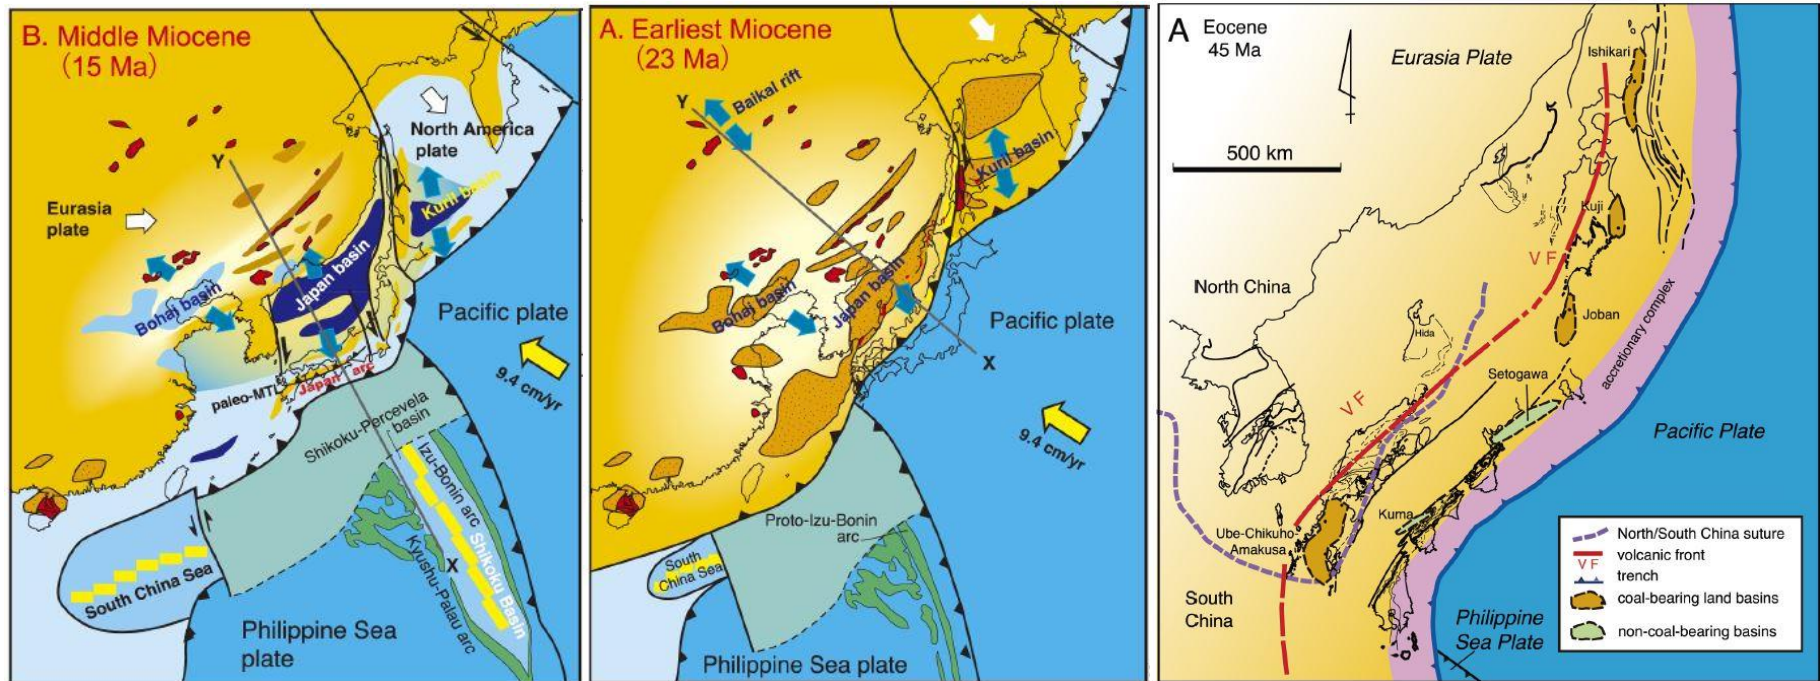 B. Middle Miocene
(15 Ma)
North America
plate
Y
Eurasia
plate
Kuril basin
Japan basin
Bohaj basin
Pacific plate
9.4 cm/yr
paleo-MTL
Japan arc
Shikoku-Percevela
basin
Izu-Bonin arc
Shikoku Basin
Kyushu-Palau arc
X
South China Sea
Philippine Sea
plate
A. Earliest Miocene
(23 Ma)
Y
Baikal rift
Kuril basin
Japan basin
Bohaj basin
Pacific plate
X
9.4 cm/yr
Proto-Izu-Bonin
arc
South
China Sea
Philippine Sea plate
A
Eocene
45 Ma
Eurasia Plate
Ishikari
500 km
Kuji
V F
North China
Joban
Hida
accretionary complex
Setogawa
V F
Pacific Plate
Kuma
Ube-Chikuho
Amakusa
South
China
Philippine
Sea Plate
North/South China suture
volcanic front
V F
trench
coal-bearing land basins
non-coal-bearing basins